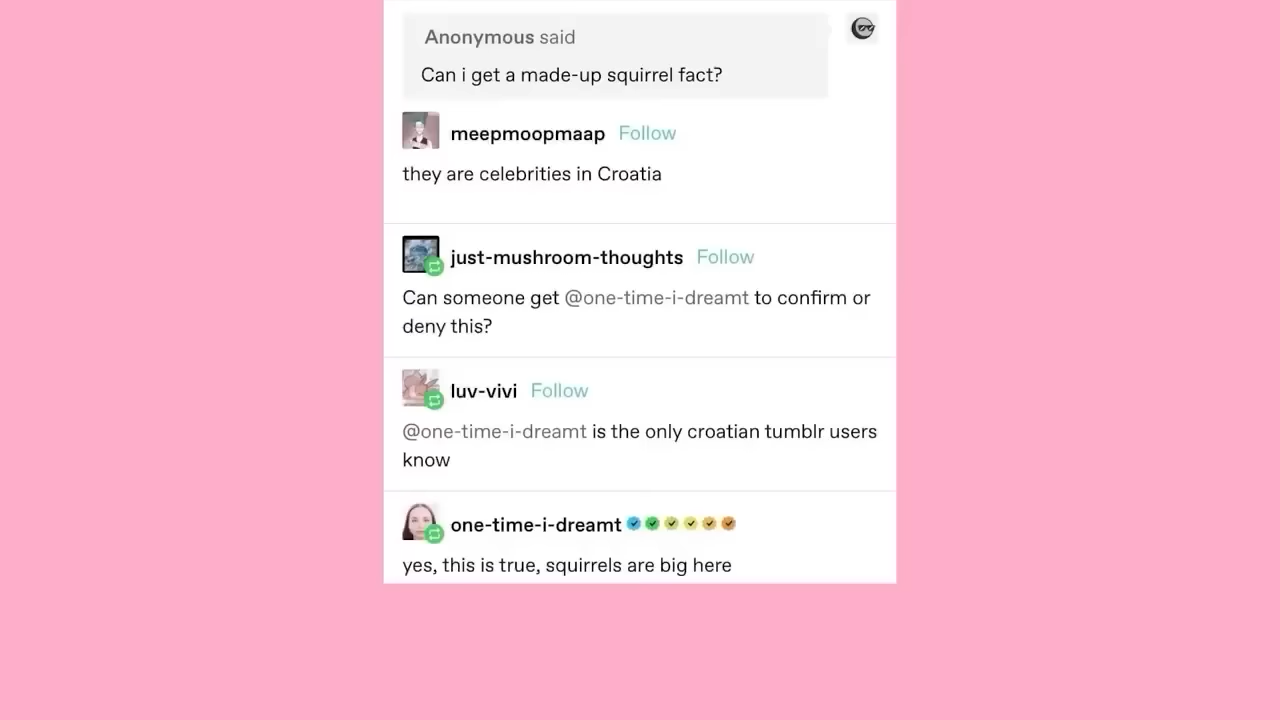 Anonymous said
Can i get a made-up squirrel fact?
meepmoopmaap Follow
they are celebrities in Croatia
just-mushroom-thoughts Follow
Can someone get @one-time-i-dreamt to confirm or
deny this?
luv-vivi Follow
@one-time-i-dreamt is the only croatian tumblr users
know
one-time-i-dreamt
yes, this is true, squirrels are big here